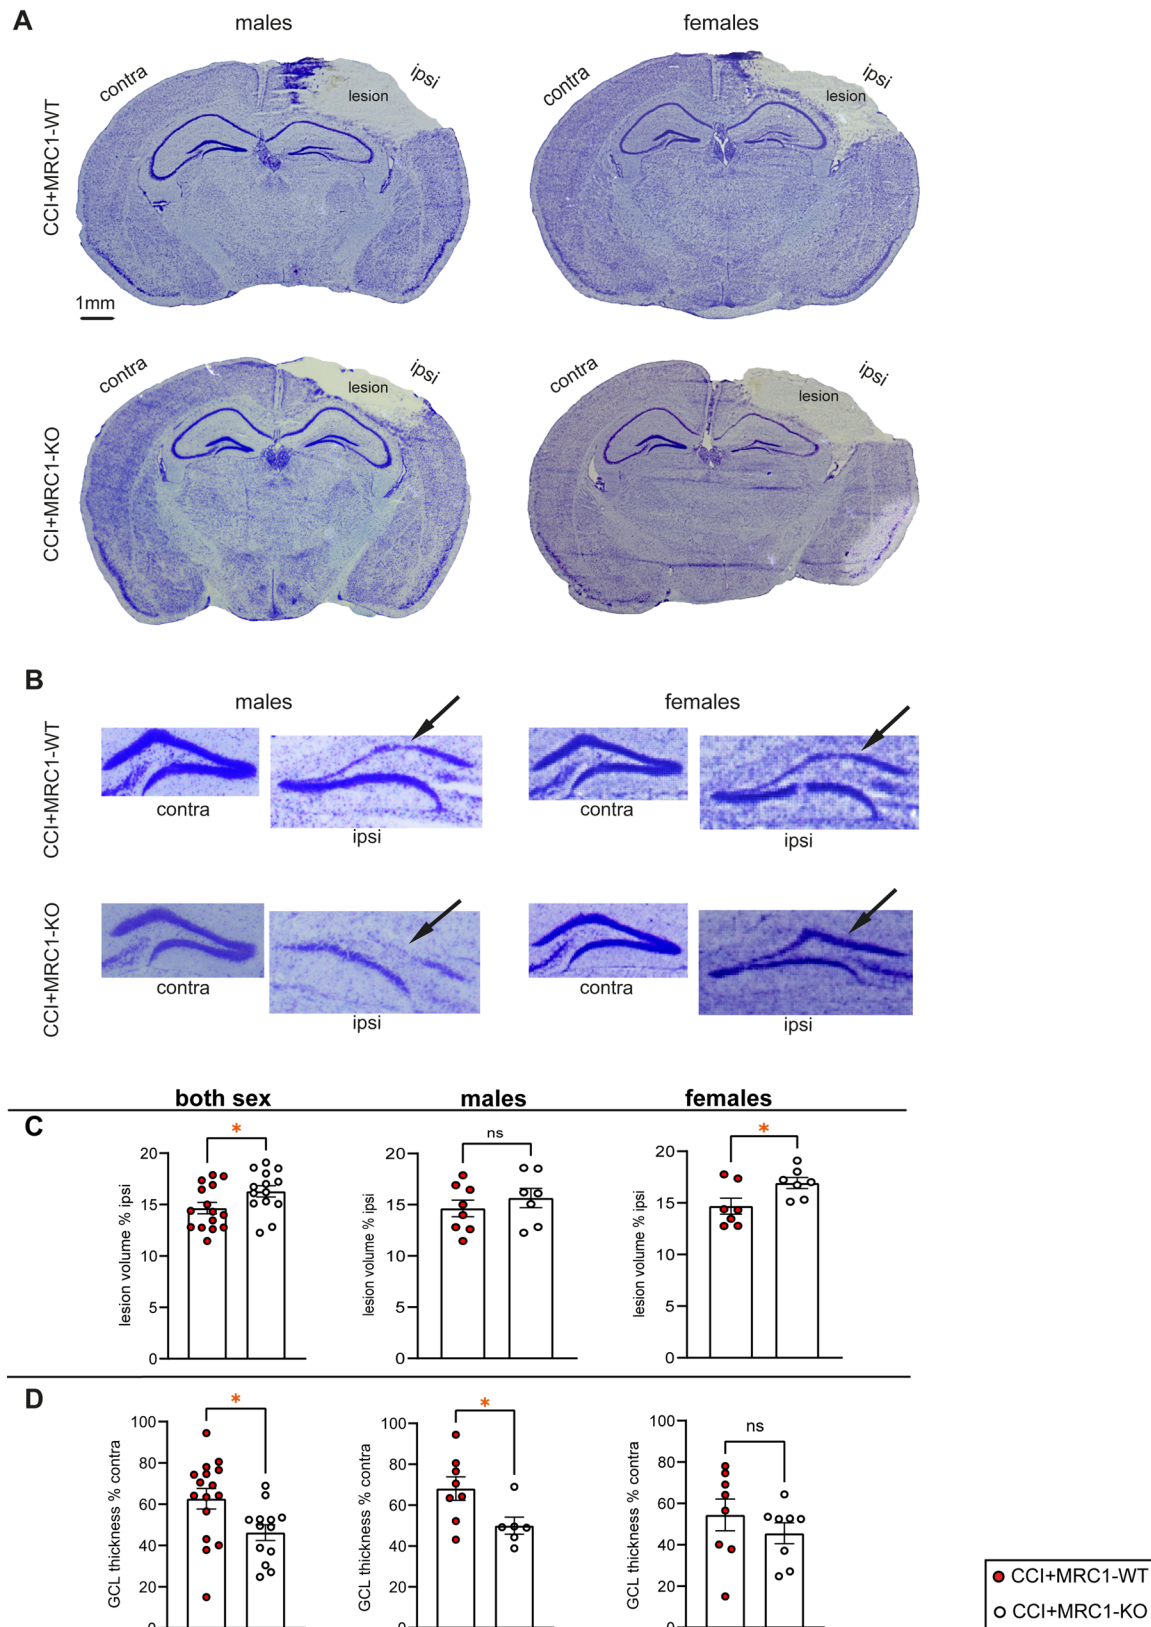 A
males
females
contra
ipsi
contra
ipsi
lesion
lesion
CCI+MRC1-WT
1mm
contra
ipsi
contra
ipsi
lesion
lesion
CCI+MRC1-KO
B
males
females
CCI+MRC1-WT
contra
ipsi
contra
ipsi
CCI+MRC1-KO
contra
ipsi
contra
ipsi
both sex
males
females
C
*
ns
*
lesion volume % ipsi
20
15
10
5
0
lesion volume % ipsi
20
15
10
5
0
lesion volume % ipsi
20
15
10
5
0
D
*
*
ns
GCL thickness % contra
100
80
60
40
20
0
GCL thickness % contra
100
80
60
40
20
0
GCL thickness % contra
100
80
60
40
20
0
CCI+MRC1-WT
CCI+MRC1-KO